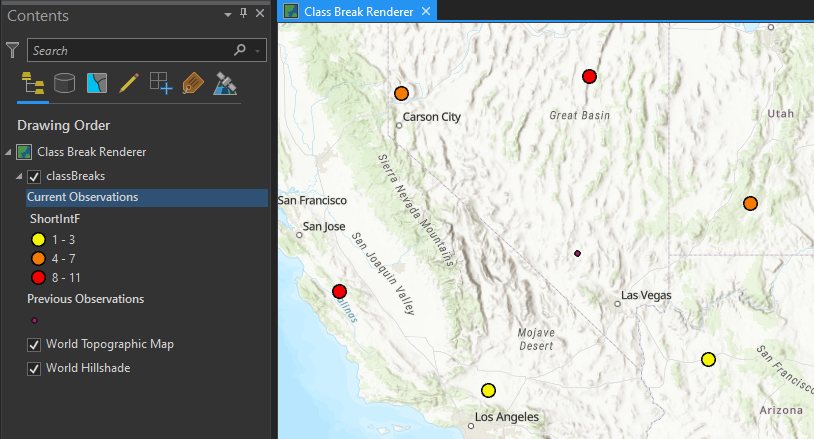 Contents
Search
Drawing Order
Class Break Renderer
classBreaks
Current Observations
ShortIntF
1 - 3
4 - 7
8 - 11
Previous Observations
World Topographic Map
World Hillshade
Class Break Renderer
Carson City
Great Basin
Utah
Sierra Nevada Mountains
San Francisco
San Jose
San Joaquin Valley
Las Vegas
Mojave
Desert
San Francisc
Los Angeles
Arizona